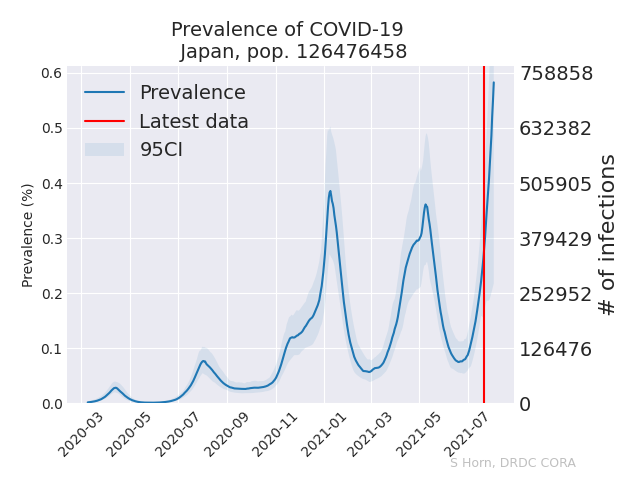 Prevalence of COVID-19
Japan, pop. 126476458
Prevalence
Latest data
95CI
Prevalence (%)
0.6
0.5
0.4
0.3
0.2
0.1
0.0
758858
632382
505905
379429
252952
126476
0
# of infections
2020-03
2020-05
2020-07
2020-09
2020-11
2021-01
2021-03
2021-05
2021-07
S Horn, DRDC CORA